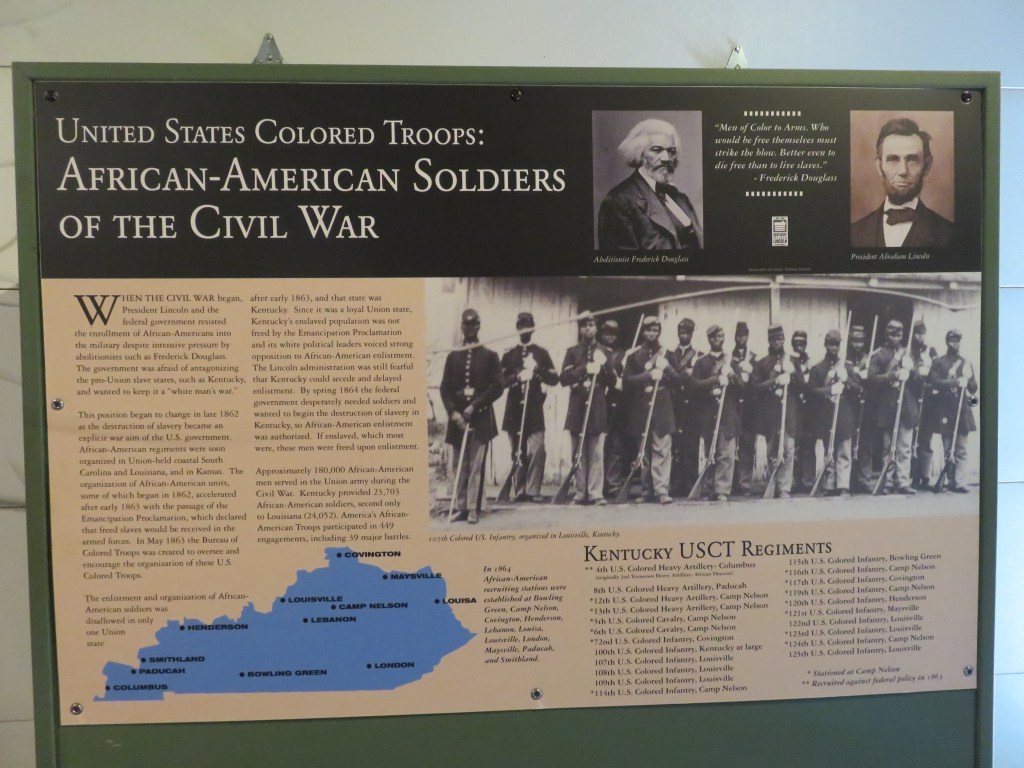 UNITED STATES COLORED TROOPS:
AFRICAN-AMERICAN SOLDIERS
OF THE CIVIL WAR
"Men of Color to Arms. Who
would be free themselves must
strike the blow. Better even to
die free than to live slaves."
- Frederick Douglass
Abolitionist Frederick Douglass
President Abraham Lincoln
WHEN THE CIVIL WAR began,
President Lincoln and the
federal government resisted
the enrollment of African-Americans into
the military despite intensive pressure by
abolitionists such as Frederick Douglass.
The government was afraid of antagonizing
the pro-Union slave states, such as Kentucky,
and wanted to keep it a "white man's war."
This position began to change in late 1862
as the destruction of slavery became an
explicit war aim of the U.S. government.
African-American regiments were soon
organized in Union-held coastal South
Carolina and Louisiana, and in Kansas. The
organization of African-American units,
some of which began in 1862, accelerated
after early 1863 with the passage of the
Emancipation Proclamation, which declared
that freed slaves would be received in the
armed forces. In May 1863 the Bureau of
Colored Troops was created to oversee and
encourage the organization of these U.S.
Colored Troops.
The enlistment and organization of African-
American soldiers was
disallowed in only
one Union
state
after early 1863, and that state was
Kentucky. Since it was a loyal Union state,
Kentucky's enslaved population was not
freed by the Emancipation Proclamation
and its white political leaders voiced strong
opposition to African-American enlistment.
The Lincoln administration was still fearful
that Kentucky could secede and delayed
enlistment. By spring 1864 the federal
government desperately needed soldiers and
wanted to begin the destruction of slavery in
Kentucky, so African-American enlistment
was authorized. If enslaved, which most
were, these men were freed upon enlistment.
Approximately 180,000 African-American
men served in the Union army during the
Civil War. Kentucky provided 23,703
African-American soldiers, second only
to Louisiana (24,052). America's African-
American Troops participated in 449
engagements, including 39 major battles.
107th Colored U.S. Infantry, organized in Louisville, Kentucky.
COVINGTON
MAYSVILLE
LOUISVILLE
CAMP NELSON
LOUISA
LEBANON
HENDERSON
SMITHLAND
PADUCAH
COLUMBUS
BOWLING GREEN
LONDON
In 1864
African-American
recruiting stations were
established at Bowling
Green, Camp Nelson,
Covington, Henderson,
Lebanon, Louisa,
Louisville, London,
Maysville, Paducah,
and Smithland.
KENTUCKY USCT REGIMENTS
** 4th U.S. Colored Heavy Artillery- Columbus
(originally 2nd Tennessee Heavy Artillery- African Descent)
8th U.S. Colored Heavy Artillery, Paducah
*12th U.S. Colored Heavy Artillery, Camp Nelson
*13th U.S. Colored Heavy Artillery, Camp Nelson
*5th U.S. Colored Cavalry, Camp Nelson
*6th U.S. Colored Cavalry, Camp Nelson
*72nd U.S. Colored Infantry, Covington
100th U.S. Colored Infantry, Kentucky at large
107th U.S. Colored Infantry, Louisville
108th U.S. Colored Infantry, Louisville
109th U.S. Colored Infantry, Louisville
*114th U.S. Colored Infantry, Camp Nelson
115th U.S. Colored Infantry, Bowling Green
*116th U.S. Colored Infantry, Camp Nelson
*117th U.S. Colored Infantry, Covington
*119th U.S. Colored Infantry, Camp Nelson
*120th U.S. Colored Infantry, Henderson
*121st U.S. Colored Infantry, Maysville
122nd U.S. Colored Infantry, Louisville
*123rd U.S. Colored Infantry, Louisville
*124th U.S. Colored Infantry, Camp Nelson
125th U.S. Colored Infantry, Louisville
* Stationed at Camp Nelson
** Recruited against federal policy in 1863